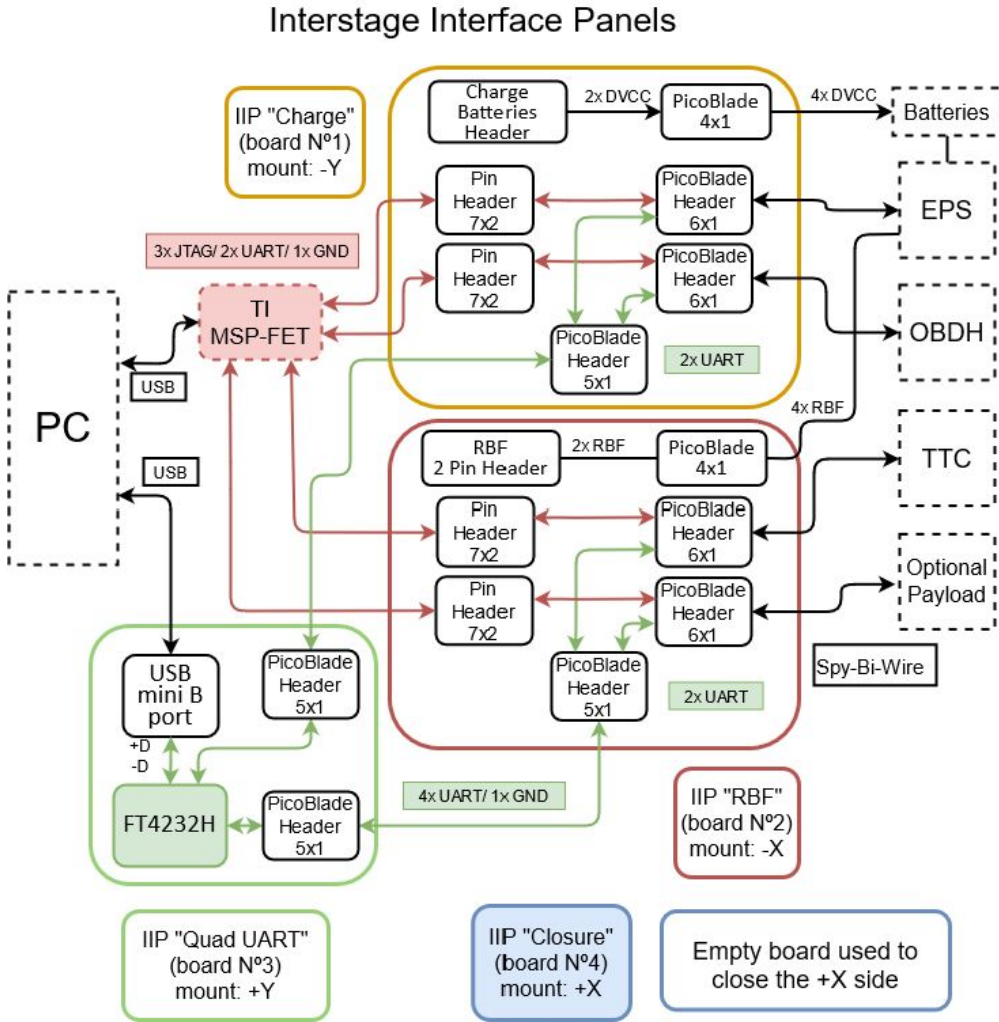 Interstage Interface Panels
IIP "Charge"
(board Nº1)
mount: -Y
Charge
Batteries
Header
2x DVCC
PicoBlade
4x1
4x DVCC
Batteries
Pin
Header
7x2
PicoBlade
Header
6x1
EPS
3x JTAG/ 2x UART/ 1x GND
Pin
Header
7x2
PicoBlade
Header
6x1
TI
MSP-FET
OBDH
PicoBlade
Header
5x1
2x UART
USB
PC
4x RBF
RBF
2 Pin Header
2x RBF
PicoBlade
4x1
USB
TTC
Pin
Header
7x2
PicoBlade
Header
6x1
Optional
Payload
Pin
Header
7x2
PicoBlade
Header
6x1
USB
mini B
port
PicoBlade
Header
5x1
PicoBlade
Header
5x1
2x UART
Spy-Bi-Wire
+D
-D
FT4232H
PicoBlade
Header
5x1
4x UART/ 1x GND
IIP "RBF"
(board Nº2)
mount: -X
IIP "Quad UART"
(board Nº3)
mount: +Y
IIP "Closure"
(board Nº4)
mount: +X
Empty board used to
close the +X side